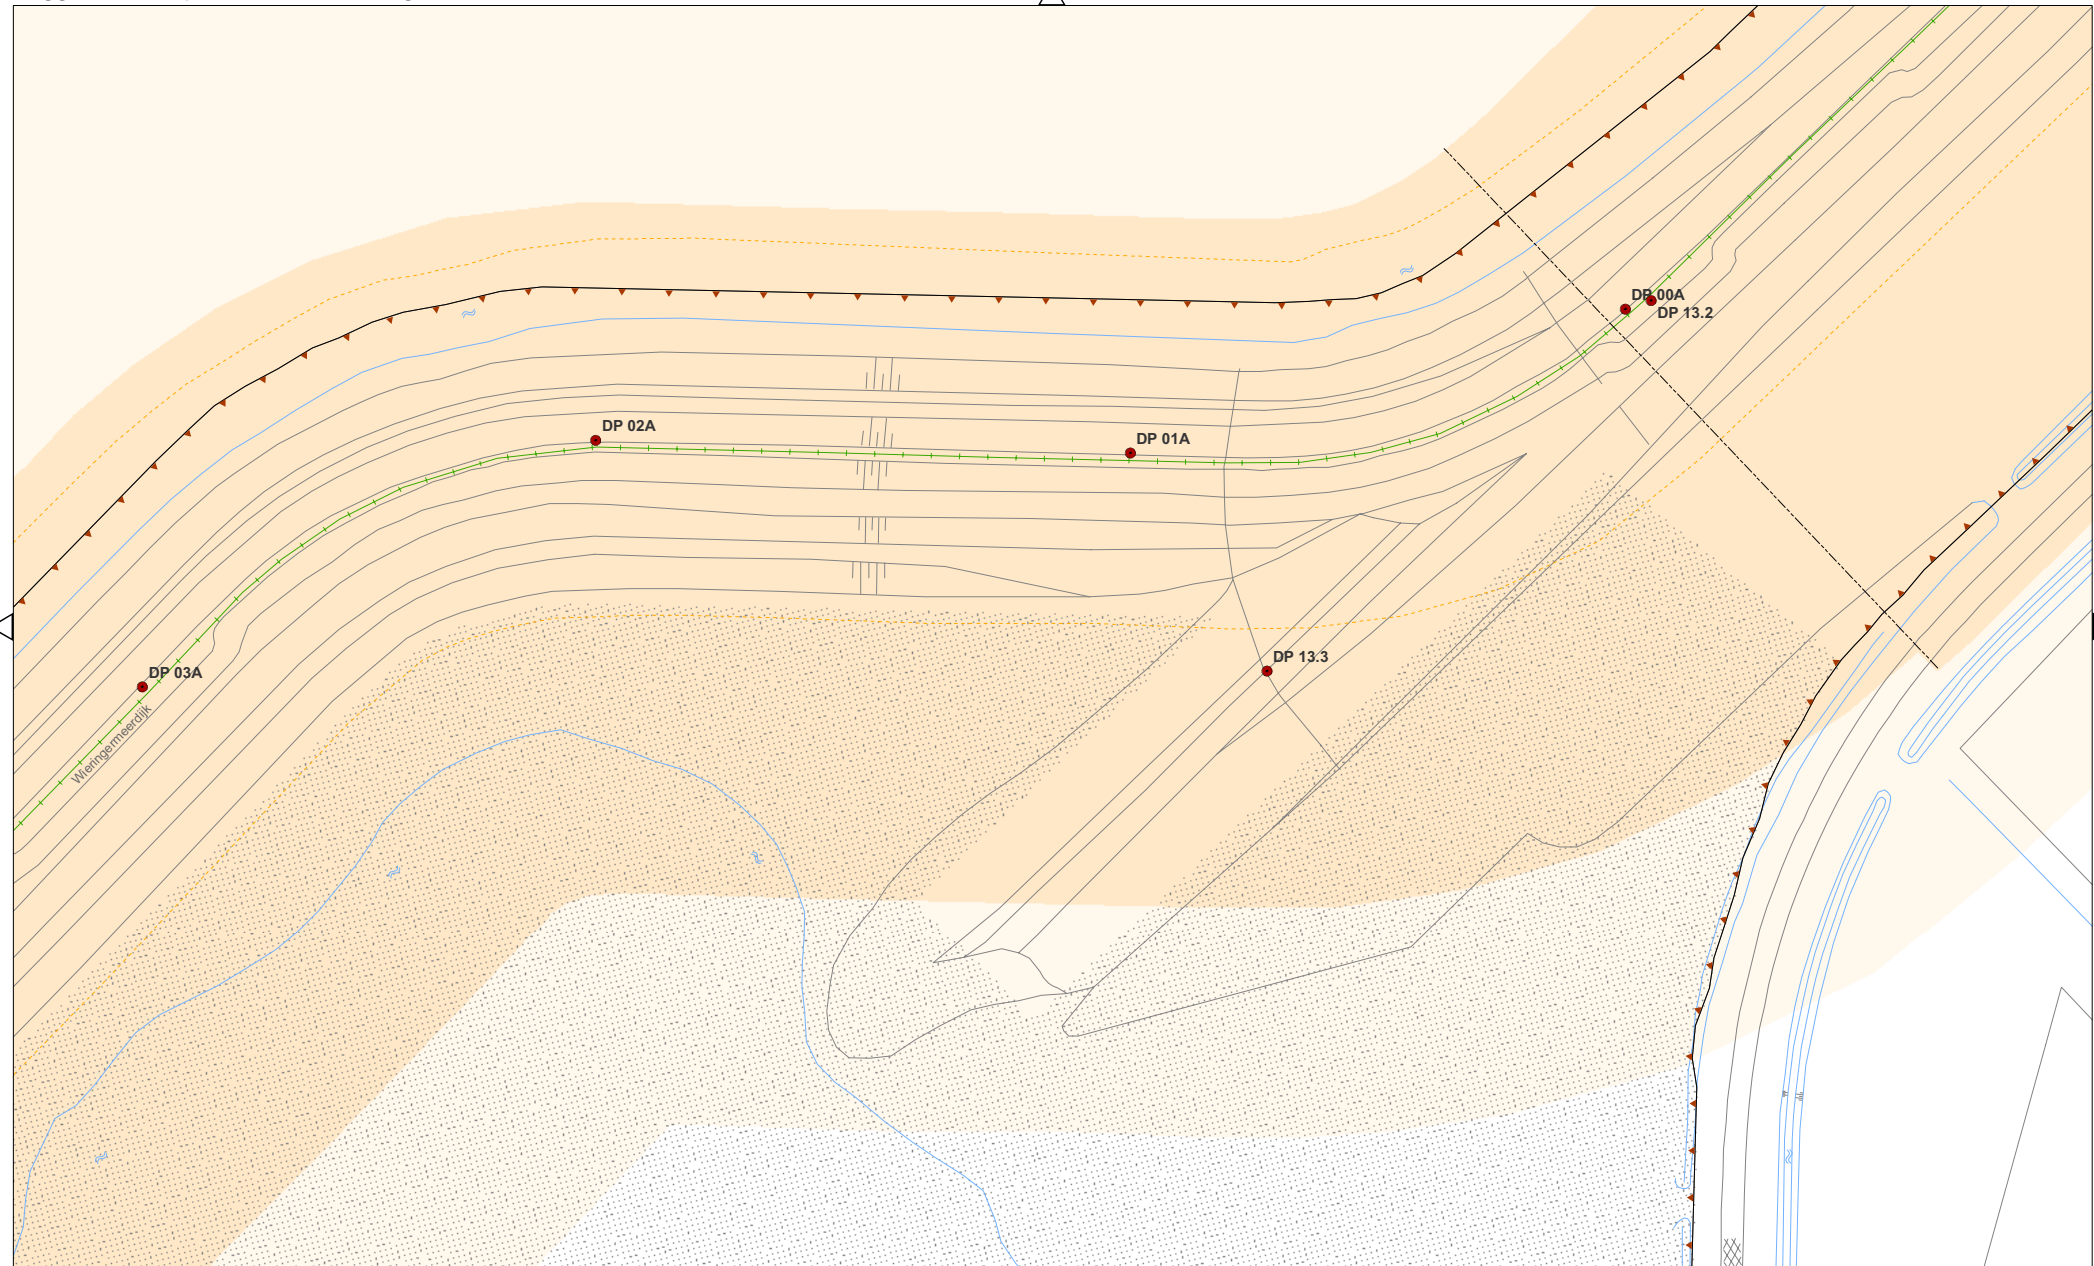 DP 00A
DP 13.2
DP 02A
DP 01A
DP 13.3
DP 03A
Wieringermeerdijk